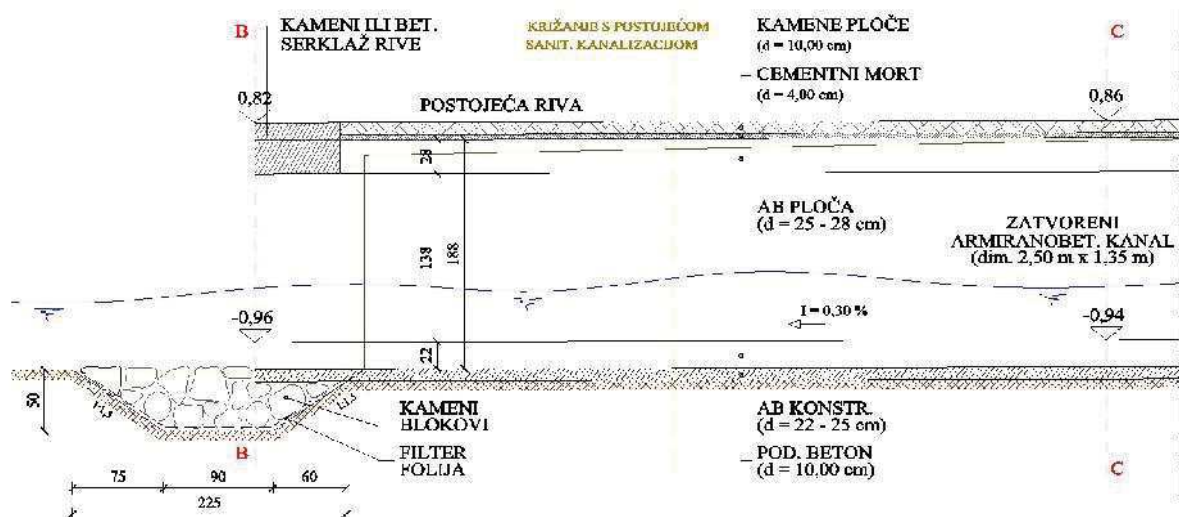 B
KAMENI ILI BET.
SERKLAŽ RIVE
KRIŽANJE S POSTOJEĆOM
SANIT. KANALIZACIJOM
KAMENE PLOČE
(d = 10,00 cm)
C
CEMENTNI MORT
(d = 4,00 cm)
0,82
POSTOJEĆA RIVA
0,86
28
AB PLOČA
(d = 25 - 28 cm)
ZATVORENI
ARMIRANOBET. KANAL
(dim. 2,50 m x 1,35 m)
138
188
-0,96
I = 0,30 %
-0,94
22
50
KAMENI
BLOKOVI
AB KONSTR.
(d = 22 - 25 cm)
B
FILTER
FOLIJA
POD. BETON
(d = 10,00 cm)
C
75
90
60
225